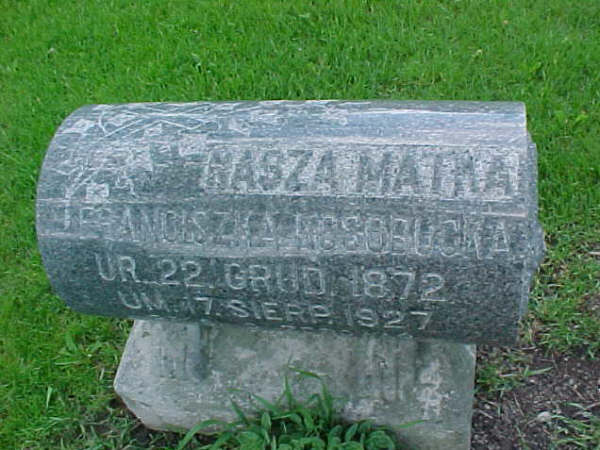 NASZA MATKA
FRANCISZKA NOSOBUCKA
UR. 22. GRUD 1872
UM. 17. SIERP. 1927